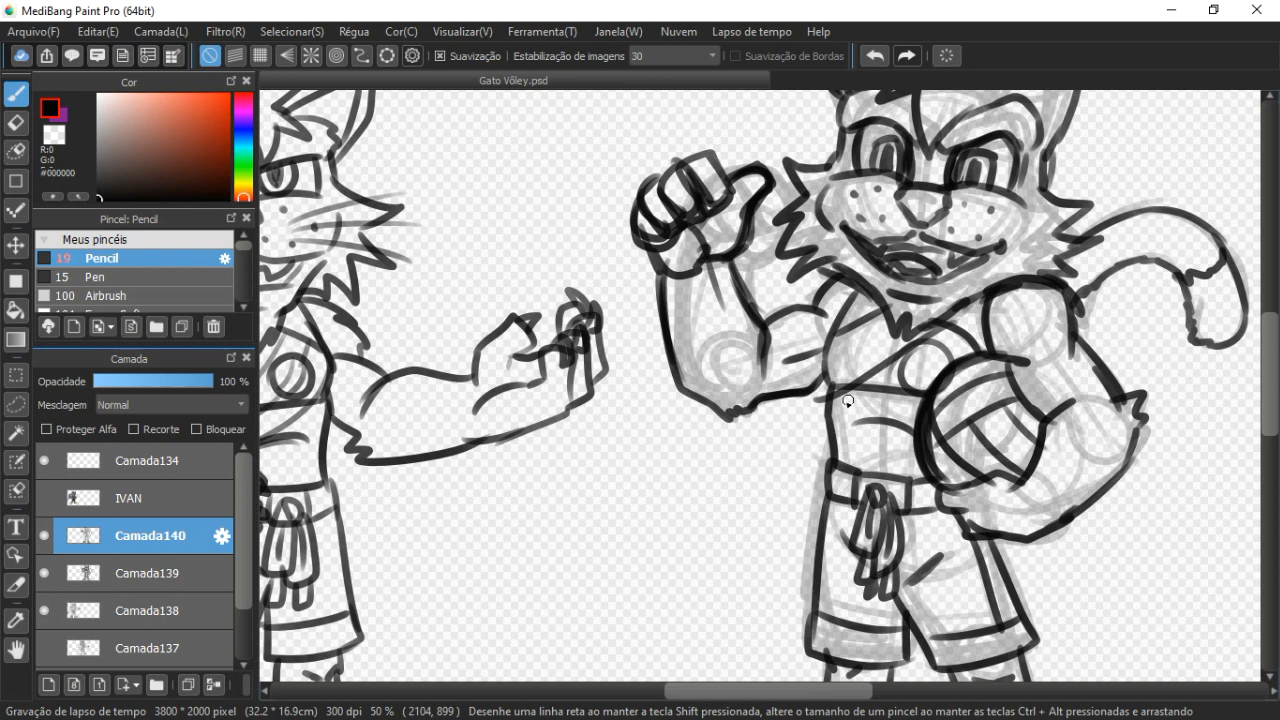 MediBang Paint Pro (64bit)
Arquivo(F) Editar(E) Camada(L) Filtro(R) Selecionar(S) Régua Cor(C) Visualizar(V) Ferramenta(T) Janela(W) Nuvem Lapso de tempo Help
Suavização Estabilização de imagens 30 Suavização de Bordas
Cor
Gato Vôley.psd
R:0
G:0
#000000
Pincel: Pencil
Meus pincéis
19 Pencil
15 Pen
100 Airbrush
Camada
Opacidade 100 %
Mesclagem Normal
Proteger Alfa Recorte Bloquear
Camada134
IVAN
Camada140
Camada139
Camada138
Camada137
Gravação de lapso de tempo 3800 * 2000 pixel (32.2 * 16.9cm) 300 dpi 50 % ( 2104, 899 ) Desenhe uma linha reta ao manter a tecla Shift pressionada, altere o tamanho de um pincel ao manter as teclas Ctrl + Alt pressionadas e arrastando